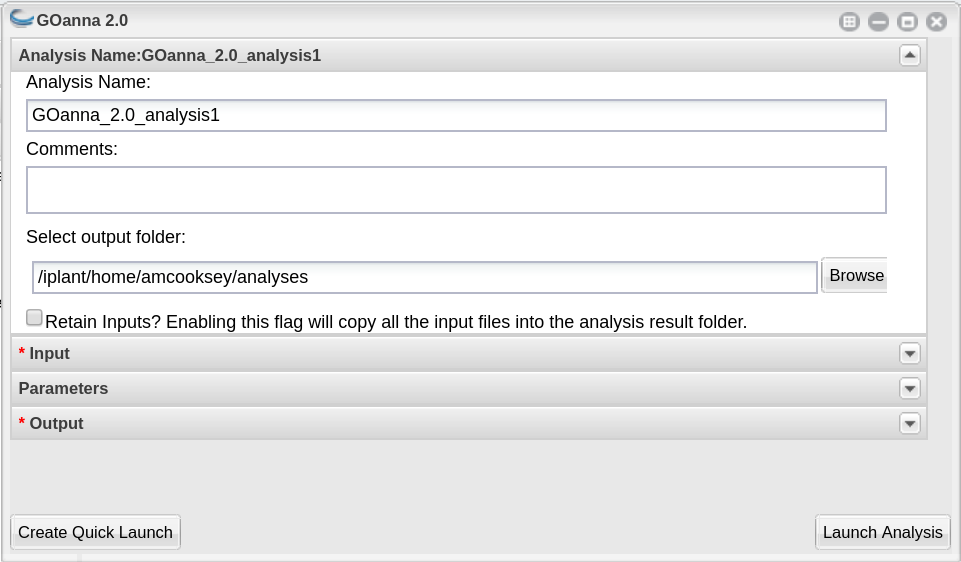 GOanna 2.0
Analysis Name:GOanna_2.0_analysis1
Analysis Name:
GOanna_2.0_analysis1
Comments:
Select output folder:
/iplant/home/amcooksey/analyses
Browse
Retain Inputs? Enabling this flag will copy all the input files into the analysis result folder.
* Input
Parameters
* Output
Create Quick Launch
Launch Analysis